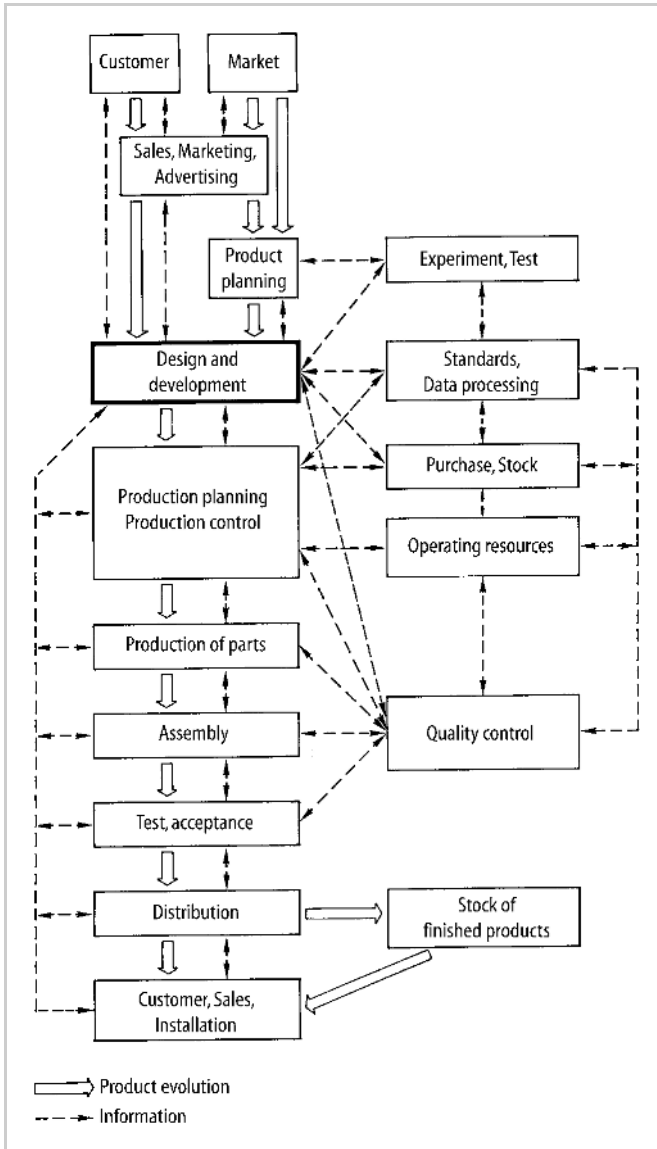 Customer
Market
Sales, Marketing,
Advertising
Product
planning
Experiment, Test
Design and
development
Standards,
Data processing
Production planning
Production control
Purchase, Stock
Operating resources
Production of parts
Assembly
Quality control
Test, acceptance
Distribution
Stock of
finished products
Customer, Sales,
Installation
Product evolution
Information